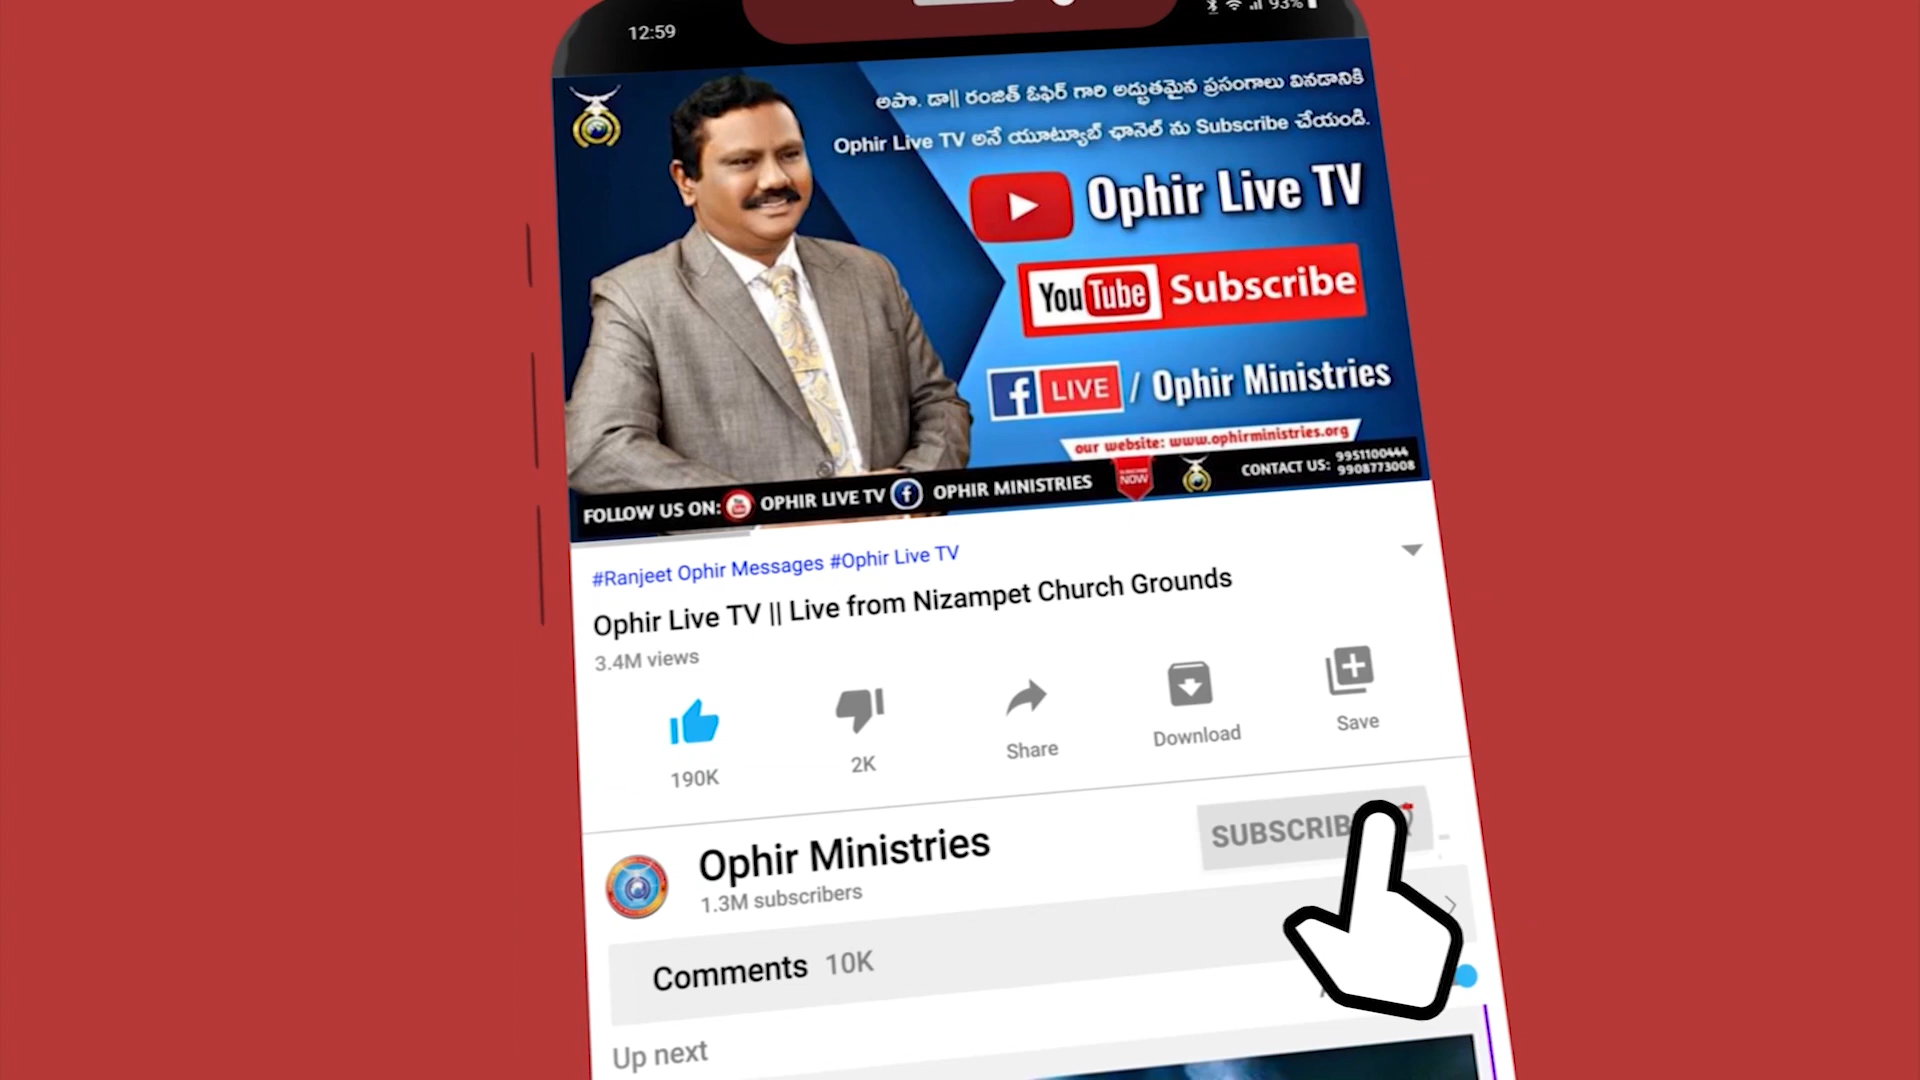 12:59
93%
అపొ. డా|| రంజిత్ ఓఫిర్ గారి అద్భుతమైన ప్రసంగాలు వినడానికి
Ophir Live TV అనే యూట్యూబ్ ఛానెల్ ను Subscribe చేయండి.
Ophir Live TV
YouTube Subscribe
f LIVE / Ophir Ministries
our website: www.ophirministries.org
FOLLOW US ON: OPHIR LIVE TV f OPHIR MINISTRIES SUBSCRIBE NOW CONTACT US: 9951100444
9908773008
#Ranjeet Ophir Messages #Ophir Live TV
Ophir Live TV || Live from Nizampet Church Grounds
3.4M views
190K
2K
Share
Download
Save
Ophir Ministries
SUBSCRIB
1.3M subscribers
Comments 10K
Up next